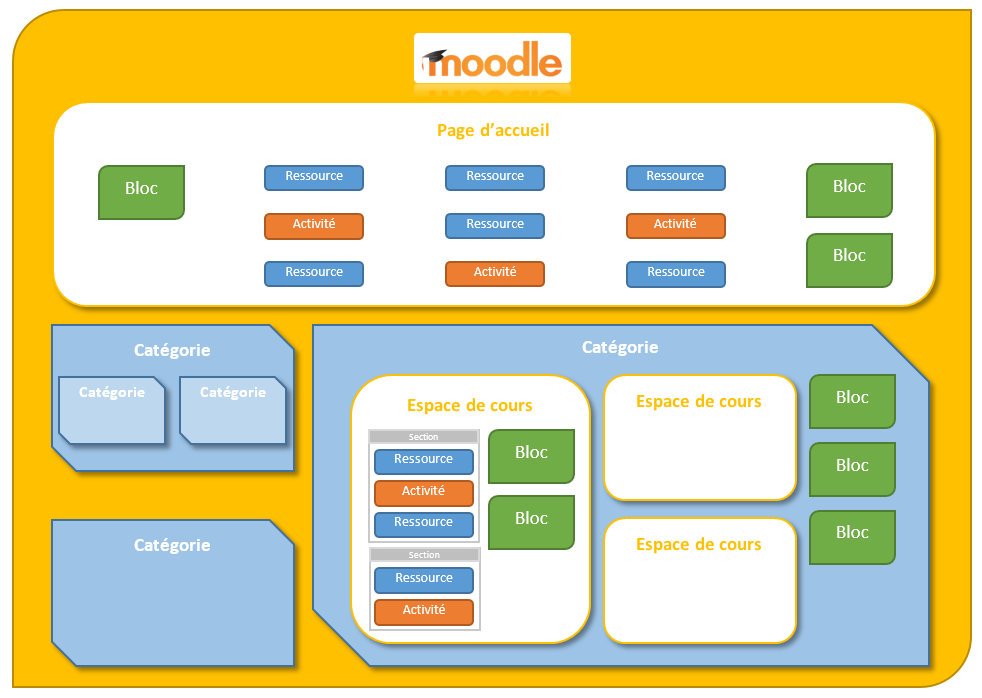 moodle
Page d'accueil
Bloc
Ressource
Ressource
Ressource
Bloc
Activité
Ressource
Activité
Bloc
Ressource
Activité
Ressource
Catégorie
Catégorie
Catégorie
Catégorie
Catégorie
Espace de cours
Section
Ressource
Activité
Ressource
Section
Ressource
Activité
Bloc
Bloc
Espace de cours
Espace de cours
Bloc
Bloc
Bloc